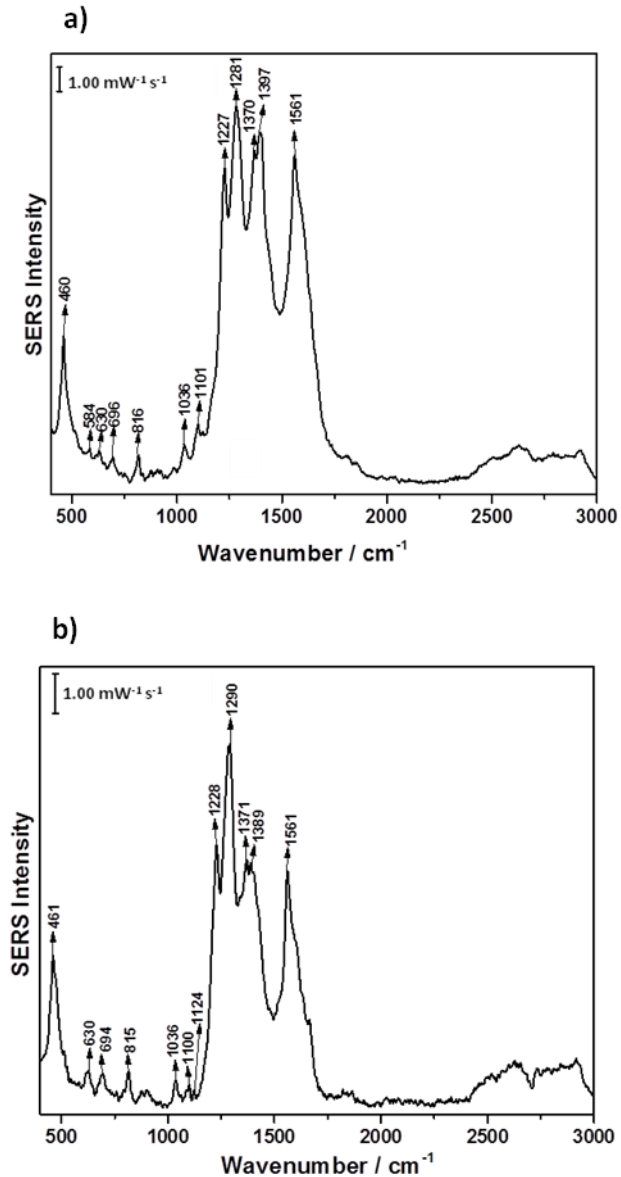 a)
1.00 mW⁻¹ s⁻¹
460
584
630
696
816
1036
1101
1227
1281
1370
1397
1561
SERS Intensity
500 1000 1500 2000 2500 3000
Wavenumber / cm⁻¹
b)
1.00 mW⁻¹ s⁻¹
461
630
694
815
1036
1100
1124
1228
1290
1371
1389
1561
SERS Intensity
500 1000 1500 2000 2500 3000
Wavenumber / cm⁻¹